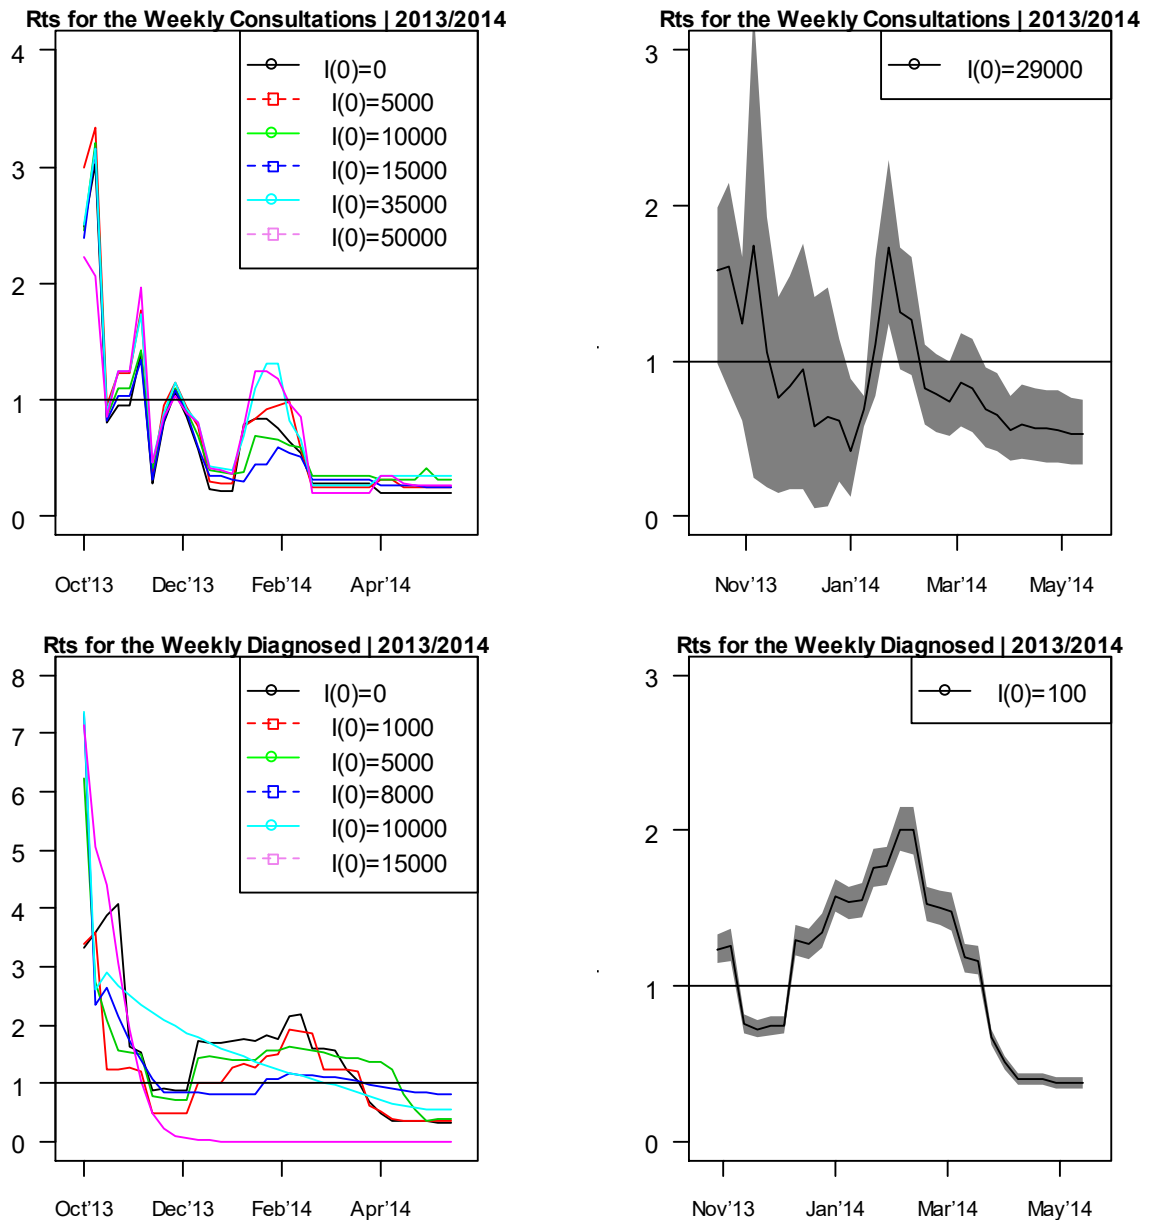 Rts for the Weekly Consultations | 2013/2014
4
3
2
1
0
I(0)=0
I(0)=5000
I(0)=10000
I(0)=15000
I(0)=35000
I(0)=50000
Oct'13 Dec'13 Feb'14 Apr'14
Rts for the Weekly Consultations | 2013/2014
3
2
1
0
I(0)=29000
Nov'13 Jan'14 Mar'14 May'14
Rts for the Weekly Diagnosed | 2013/2014
8
7
6
5
4
3
2
1
0
I(0)=0
I(0)=1000
I(0)=5000
I(0)=8000
I(0)=10000
I(0)=15000
Oct'13 Dec'13 Feb'14 Apr'14
Rts for the Weekly Diagnosed | 2013/2014
3
2
1
0
I(0)=100
Nov'13 Jan'14 Mar'14 May'14